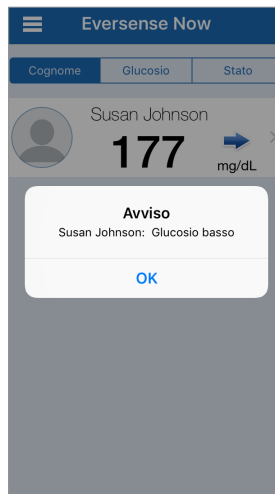 Eversense Now
Cognome Glucosio Stato
Susan Johnson
177
mg/dL
Avviso
Susan Johnson: Glucosio basso
OK